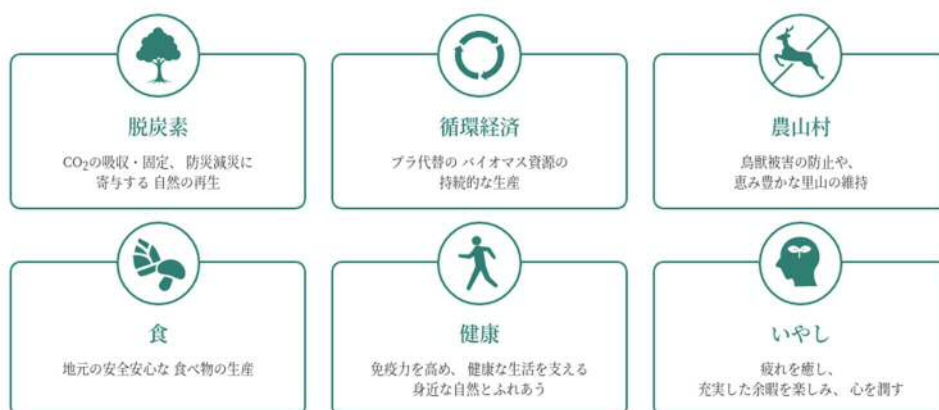 脱炭素
CO₂の吸収・固定、 防災減災に
寄与する 自然の再生
循環経済
プラ代替の バイオマス資源の
持続的な生産
農山村
鳥獣被害の防止や、
恵み豊かな里山の維持
食
地元の安全安心な 食べ物の生産
健康
免疫力を高め、 健康な生活を支える
身近な自然とふれあう
いやし
疲れを癒し、
充実した余暇を楽しみ、 心を潤す